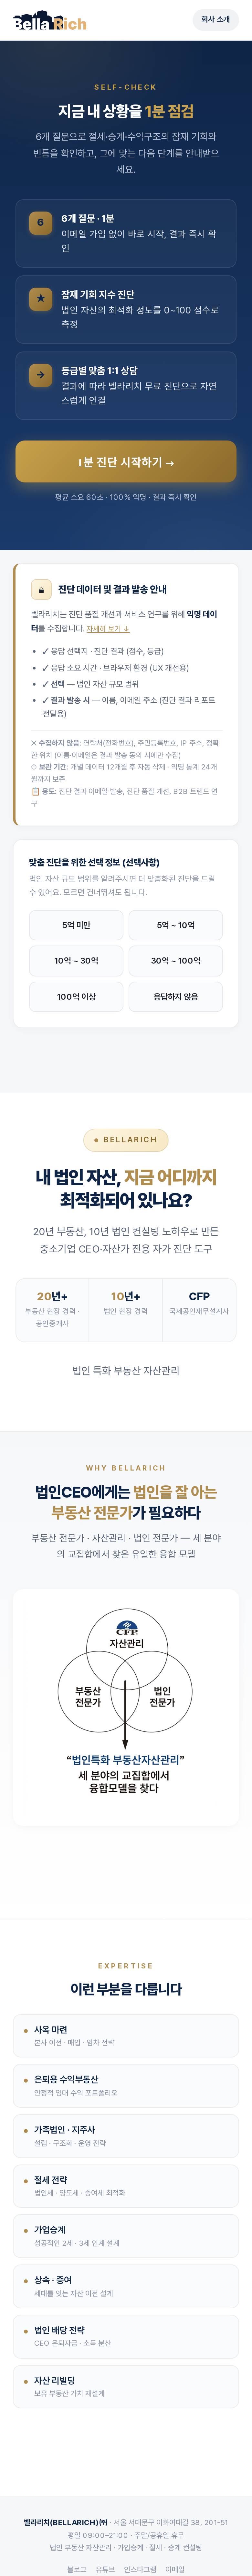 Bella Rich
회사 소개
SELF-CHECK
지금 내 상황을 1분 점검
6개 질문으로 절세·승계·수익구조의 잠재 기회와
빈틈을 확인하고, 그에 맞는 다음 단계를 안내받으
세요.
6
6개 질문 · 1분
이메일 가입 없이 바로 시작, 결과 즉시 확
인
★
잠재 기회 지수 진단
법인 자산의 최적화 정도를 0~100 점수로
측정
→
등급별 맞춤 1:1 상담
결과에 따라 벨라리치 무료 진단으로 자연
스럽게 연결
1분 진단 시작하기 →
평균 소요 60초 · 100% 익명 · 결과 즉시 확인
진단 데이터 및 결과 발송 안내
벨라리치는 진단 품질 개선과 서비스 연구를 위해 익명 데이
터를 수집합니다. 자세히 보기 ↓
• ✓ 응답 선택지 · 진단 결과 (점수, 등급)
• ✓ 응답 소요 시간 · 브라우저 환경 (UX 개선용)
• ✓ 선택 — 법인 자산 규모 범위
• ✓ 결과 발송 시 — 이름, 이메일 주소 (진단 결과 리포트
전달용)
✕ 수집하지 않음: 연락처(전화번호), 주민등록번호, IP 주소, 정확
한 위치 (이름·이메일은 결과 발송 동의 시에만 수집)
⏱ 보관 기간: 개별 데이터 12개월 후 자동 삭제 · 익명 통계 24개
월까지 보존
📋 용도: 진단 결과 이메일 발송, 진단 품질 개선, B2B 트렌드 연
구
맞춤 진단을 위한 선택 정보 (선택사항)
법인 자산 규모 범위를 알려주시면 더 맞춤화된 진단을 드릴
수 있어요. 모르면 건너뛰셔도 됩니다.
5억 미만
5억 ~ 10억
10억 ~ 30억
30억 ~ 100억
100억 이상
응답하지 않음
BELLARICH
내 법인 자산, 지금 어디까지
최적화되어 있나요?
20년 부동산, 10년 법인 컨설팅 노하우로 만든
중소기업 CEO·자산가 전용 자가 진단 도구
20년+
부동산 현장 경력 ·
공인중개사
10년+
법인 현장 경력
CFP
국제공인재무설계사
법인 특화 부동산 자산관리
WHY BELLARICH
법인CEO에게는 법인을 잘 아는
부동산 전문가가 필요하다
부동산 전문가 · 자산관리 · 법인 전문가 — 세 분야
의 교집합에서 찾은 유일한 융합 모델
CFP
자산관리
부동산
전문가
법인
전문가
“법인특화 부동산자산관리”
세 분야의 교집합에서
융합모델을 찾다
EXPERTISE
이런 부분을 다룹니다
사옥 마련
본사 이전 · 매입 · 임차 전략
은퇴용 수익부동산
안정적 임대 수익 포트폴리오
가족법인 · 지주사
설립 · 구조화 · 운영 전략
절세 전략
법인세 · 양도세 · 증여세 최적화
가업승계
성공적인 2세 · 3세 인계 설계
상속 · 증여
세대를 잇는 자산 이전 설계
법인 배당 전략
CEO 은퇴자금 · 소득 분산
자산 리빌딩
보유 부동산 가치 재설계
벨라리치(BELLARICH)㈜ · 서울 서대문구 이화여대길 38, 201-51
평일 09:00–21:00 · 주말/공휴일 휴무
법인 부동산 자산관리 · 가업승계 · 절세 · 승계 컨설팅
블로그 유튜브 인스타그램 이메일